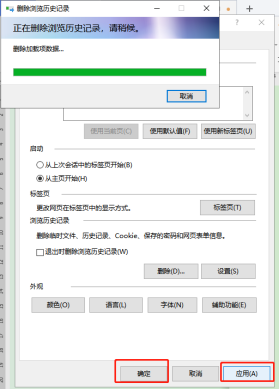 删除浏览历史记录
正在删除浏览历史记录，请稍候。
删除加载项数据...
取消
使用当前页(C)
使用默认值(F)
使用新标签页(U)
启动
从上次会话中的标签页开始(B)
从主页开始(H)
标签页
更改网页在标签页中的显示方式。
标签页(T)
浏览历史记录
删除临时文件、历史记录、Cookie、保存的密码和网页表单信息。
退出时删除浏览历史记录(W)
删除(D)...
设置(S)
外观
颜色(O)
语言(L)
字体(N)
辅助功能(E)
确定
取消
应用(A)